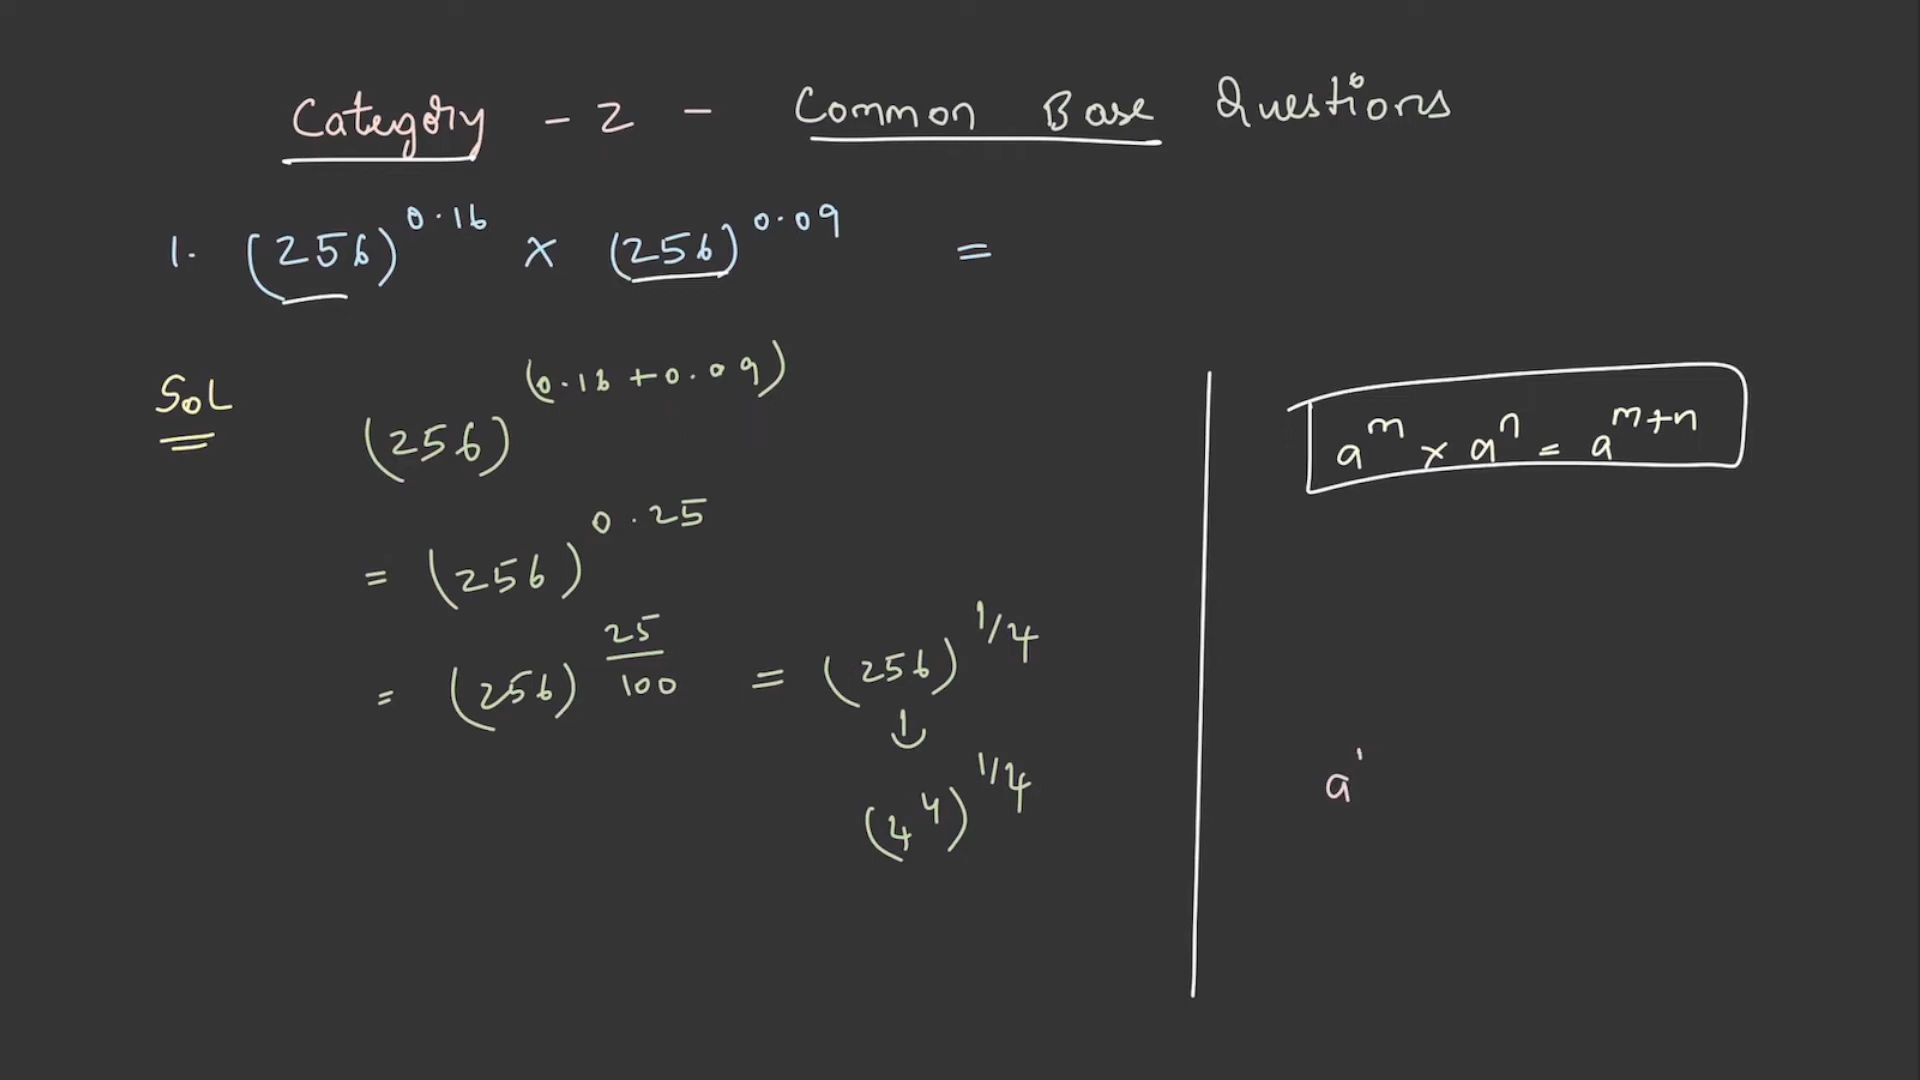 Category - 2 - Common Base Questions
1. (256)^0.16 × (256)^0.09 =
Sol
(256)^(0.16 + 0.09)
= (256)^0.25
= (256)^25/100 = (256)^1/4
(4^4)^1/4
a^m × a^n = a^m+n
a'